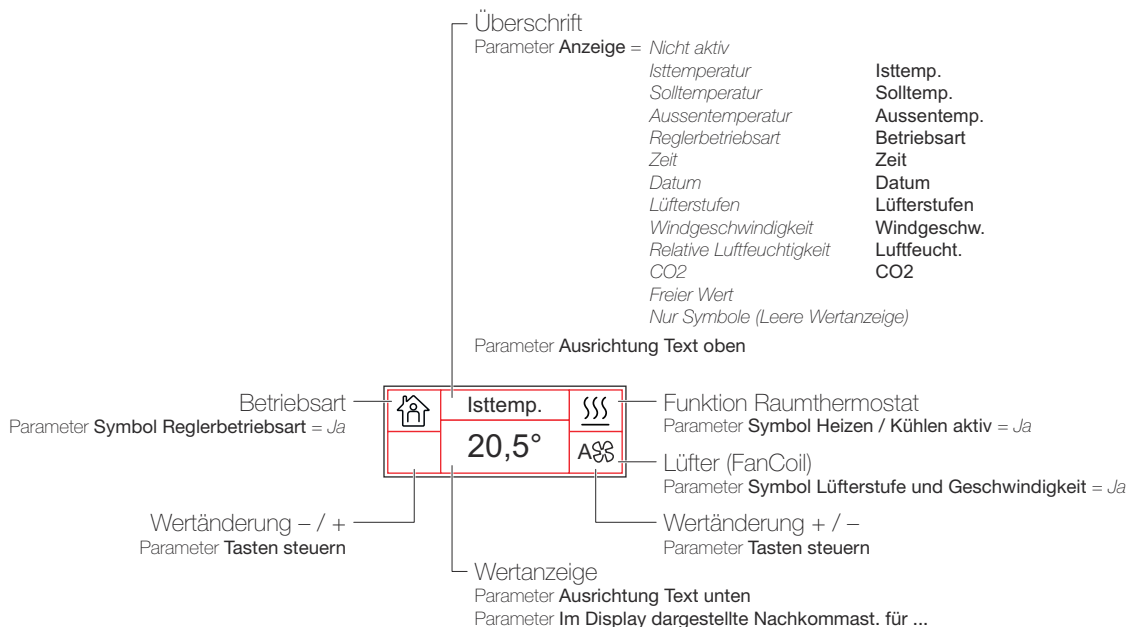 Überschrift
Parameter Anzeige = Nicht aktiv
Isttemperatur Isttemp.
Solltemperatur Solltemp.
Aussentemperatur Aussentemp.
Reglerbetriebsart Betriebsart
Zeit Zeit
Datum Datum
Lüfterstufen Lüfterstufen
Windgeschwindigkeit Windgeschw.
Relative Luftfeuchtigkeit Luftfeucht.
CO2 CO2
Freier Wert
Nur Symbole (Leere Wertanzeige)
Parameter Ausrichtung Text oben
Betriebsart
Parameter Symbol Reglerbetriebsart = Ja
Isttemp.
20,5°
A
Funktion Raumthermostat
Parameter Symbol Heizen / Kühlen aktiv = Ja
Lüfter (FanCoil)
Parameter Symbol Lüfterstufe und Geschwindigkeit = Ja
Wertänderung – / +
Parameter Tasten steuern
Wertänderung + / –
Parameter Tasten steuern
Wertanzeige
Parameter Ausrichtung Text unten
Parameter Im Display dargestellte Nachkommast. für ...